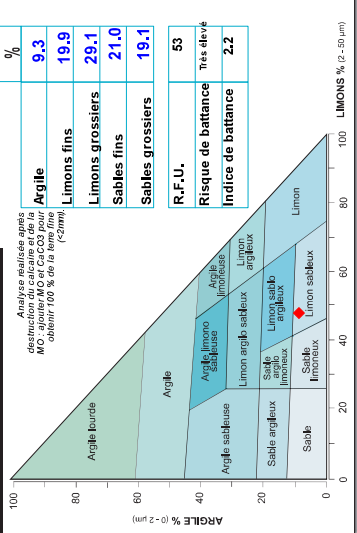 %
Argile 9.3
Limons fins 19.9
Limons grossiers 29.1
Sables fins 21.0
Sables grossiers 19.1
R.F.U. 53
Risque de battance Très élevé
Indice de battance 2.2
Analyse réalisée après
destruction du calcaire et de la
MO : ajouter MO et CaCO3 pour
obtenir 100 % de la terre fine
(<2mm).
ARGILE % (0 - 2 µm)
100
80
60
40
20
0
Argile lourde
Argile
Argile limono
sableuse
Argile
limoneuse
Argile sableuse
Limon argilo sableux
Limon
argileux
Sable argileux
Sable
argilo
limoneux
Limon sablo
argileux
Sable
Sable
limoneux
Limon sableux
Limon
0
20
40
60
80
100
LIMONS % (2 - 50 µm)